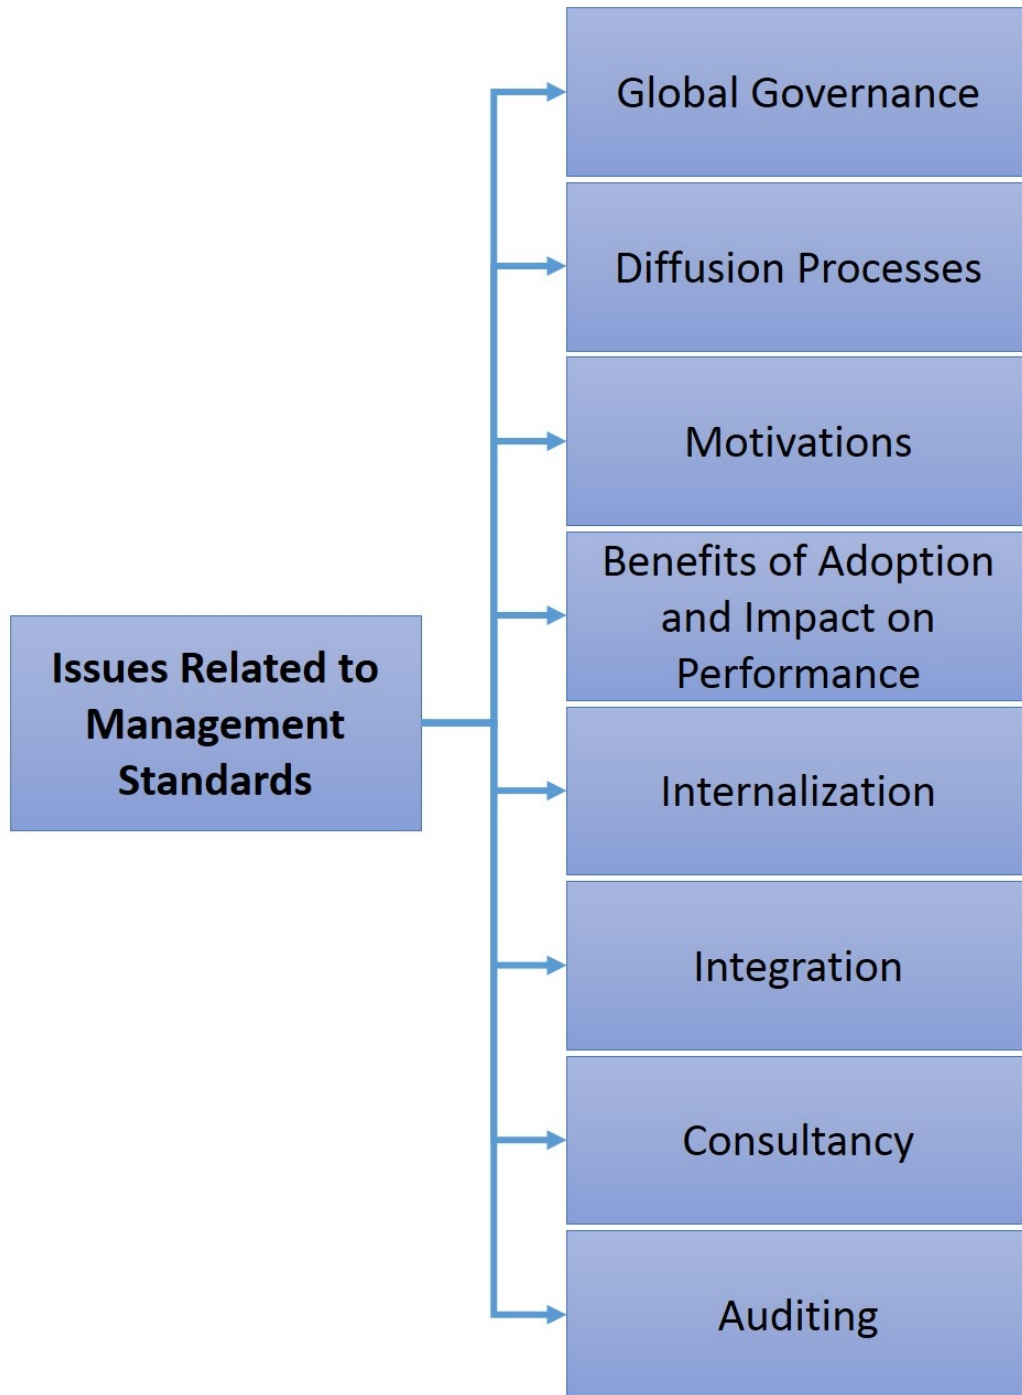 Global Governance
Diffusion Processes
Motivations
Benefits of Adoption
and Impact on
Performance
Issues Related to
Management
Standards
Internalization
Integration
Consultancy
Auditing